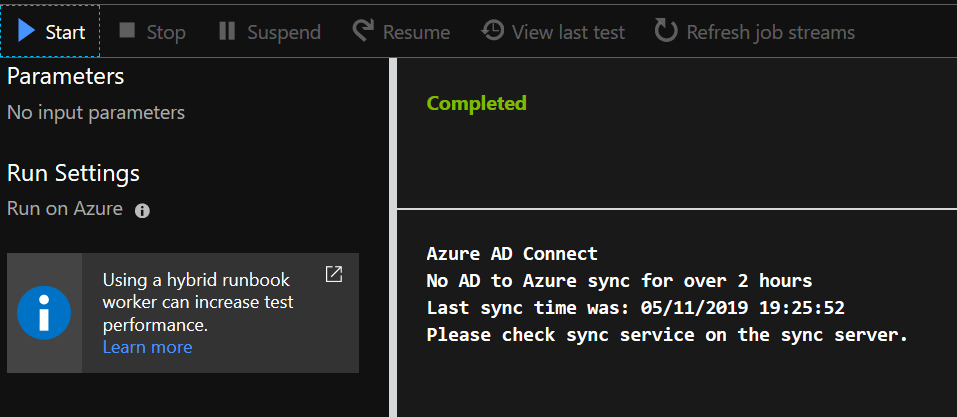 Start Stop Suspend Resume View last test Refresh job streams
Parameters
No input parameters
Run Settings
Run on Azure
Using a hybrid runbook
worker can increase test
performance.
Learn more
Completed
Azure AD Connect
No AD to Azure sync for over 2 hours
Last sync time was: 05/11/2019 19:25:52
Please check sync service on the sync server.